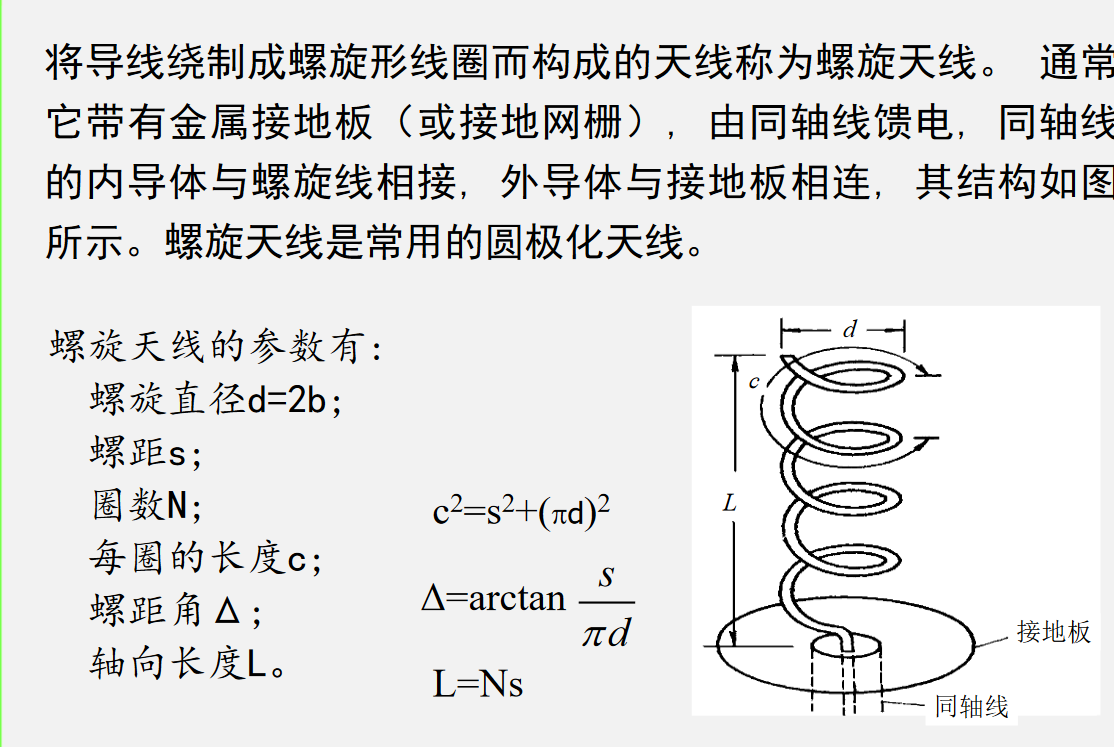 将导线绕制成螺旋形线圈而构成的天线称为螺旋天线。 通常
它带有金属接地板（或接地网栅），由同轴线馈电，同轴线
的内导体与螺旋线相接，外导体与接地板相连，其结构如图
所示。螺旋天线是常用的圆极化天线。
螺旋天线的参数有：
螺旋直径d=2b；
螺距s；
圈数N；
每圈的长度c；
螺距角Δ；
轴向长度L。
c²=s²+(πd)²
Δ=arctan s/πd
L=Ns
d
c
L
接地板
同轴线